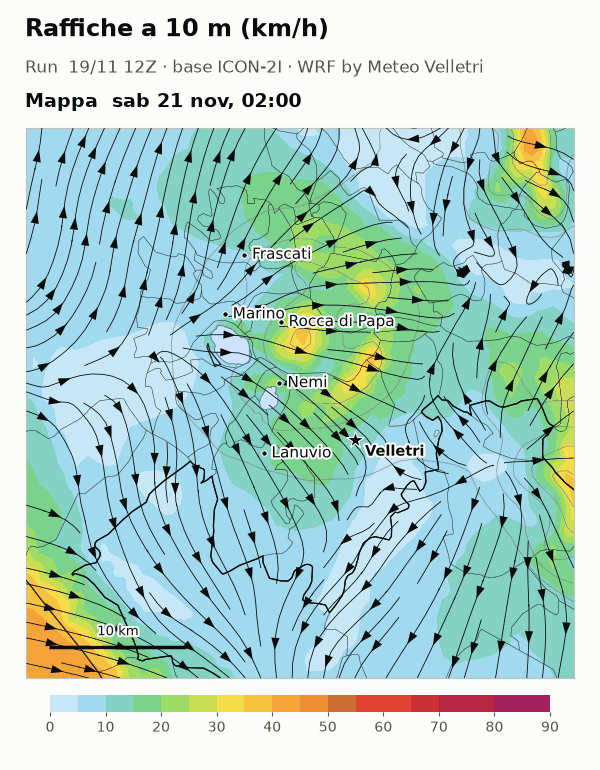 Raffiche a 10 m (km/h)
Run 19/11 12Z · base ICON-2I · WRF by Meteo Velletri
Mappa sab 21 nov, 02:00
Frascati
Marino
Rocca di Papa
Nemi
Velletri
Lanuvio
10 km
0 10 20 30 40 50 60 70 80 90